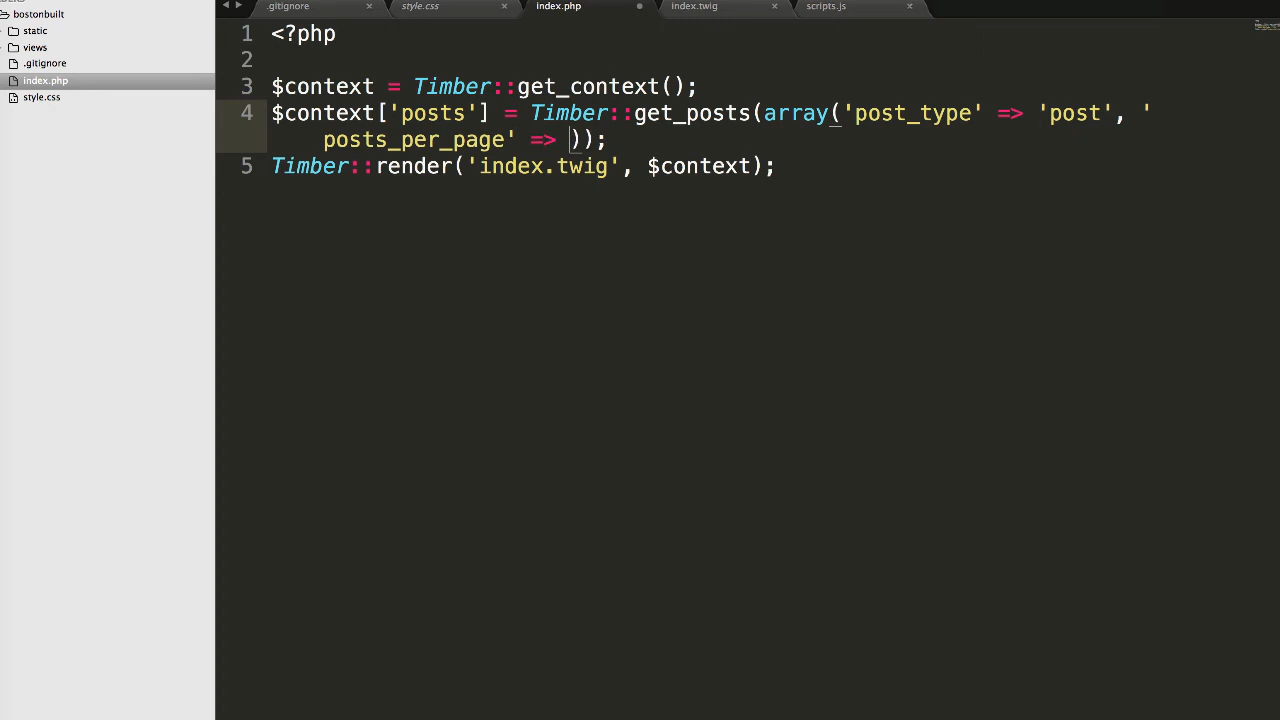 .gitignore × style.css × index.php index.twig × scripts.js ×
bostonbuilt
static
views
.gitignore
index.php
style.css
1 <?php
2
3 $context = Timber::get_context();
4 $context['posts'] = Timber::get_posts(array('post_type' => 'post', '
posts_per_page' => ));
5 Timber::render('index.twig', $context);